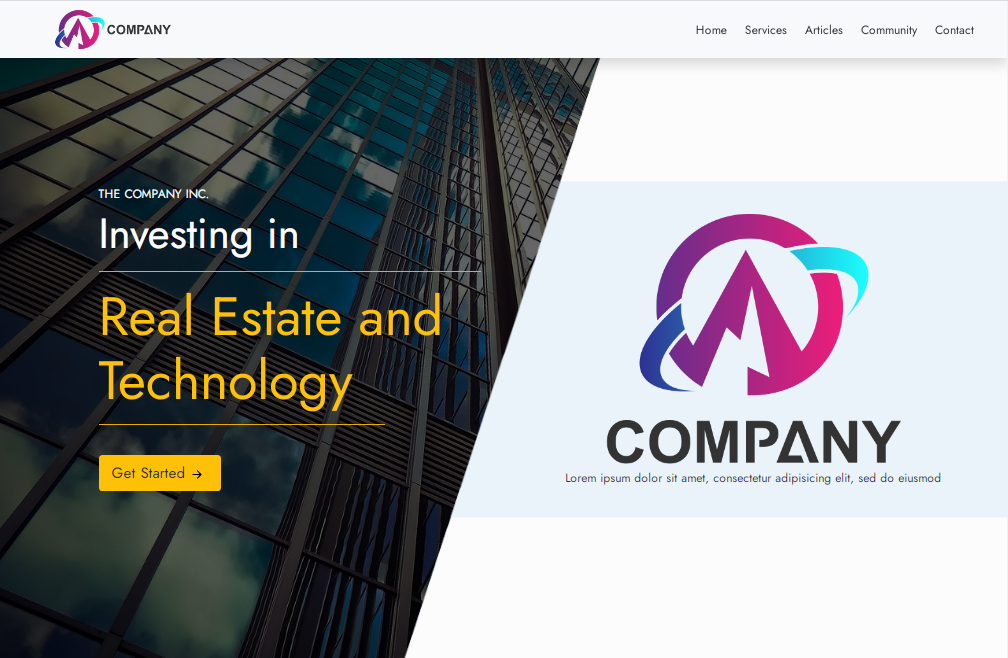 COMPANY
Home Services Articles Community Contact
THE COMPANY INC.
Investing in
Real Estate and
Technology
Get Started →
COMPANY
Lorem ipsum dolor sit amet, consectetur adipisicing elit, sed do eiusmod